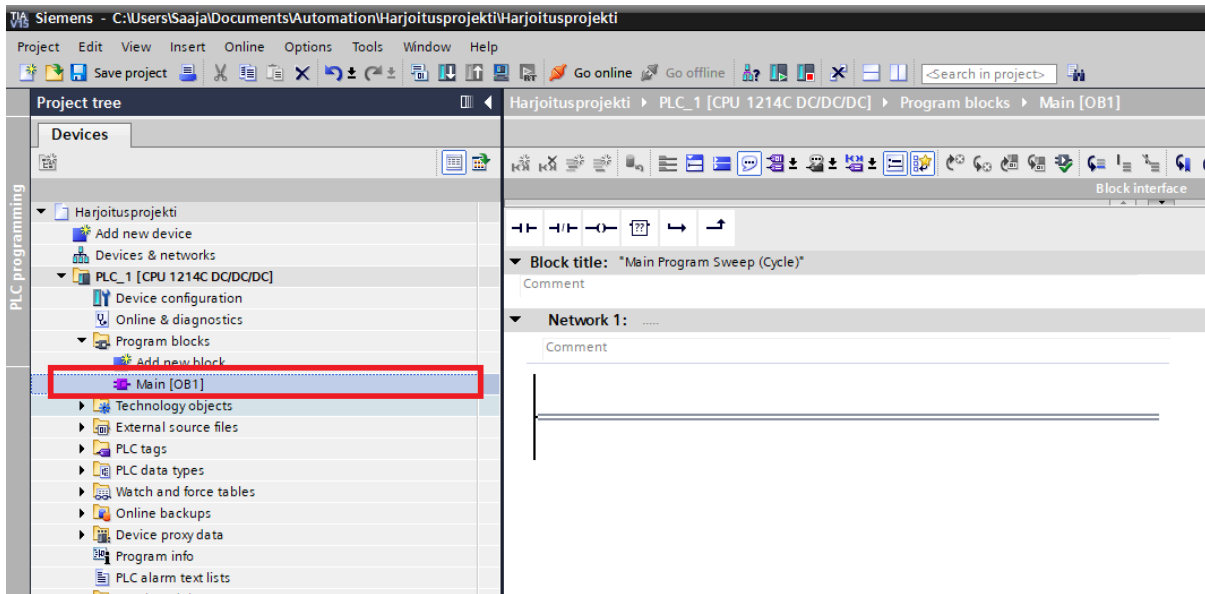 TIA V15 Siemens - C:\Users\Saaja\Documents\Automation\Harjoitusprojekti\Harjoitusprojekti
Project Edit View Insert Online Options Tools Window Help
Save project Go online Go offline <Search in project>
Project tree
Harjoitusprojekti PLC_1 [CPU 1214C DC/DC/DC] Program blocks Main [OB1]
Devices
Block interface
PLC programming
Harjoitusprojekti
Add new device
Devices & networks
PLC_1 [CPU 1214C DC/DC/DC]
Device configuration
Online & diagnostics
Program blocks
Add new block
Main [OB1]
Technology objects
External source files
PLC tags
PLC data types
Watch and force tables
Online backups
Device proxy data
Program info
PLC alarm text lists
??
Block title: "Main Program Sweep (Cycle)"
Comment
Network 1: .....
Comment